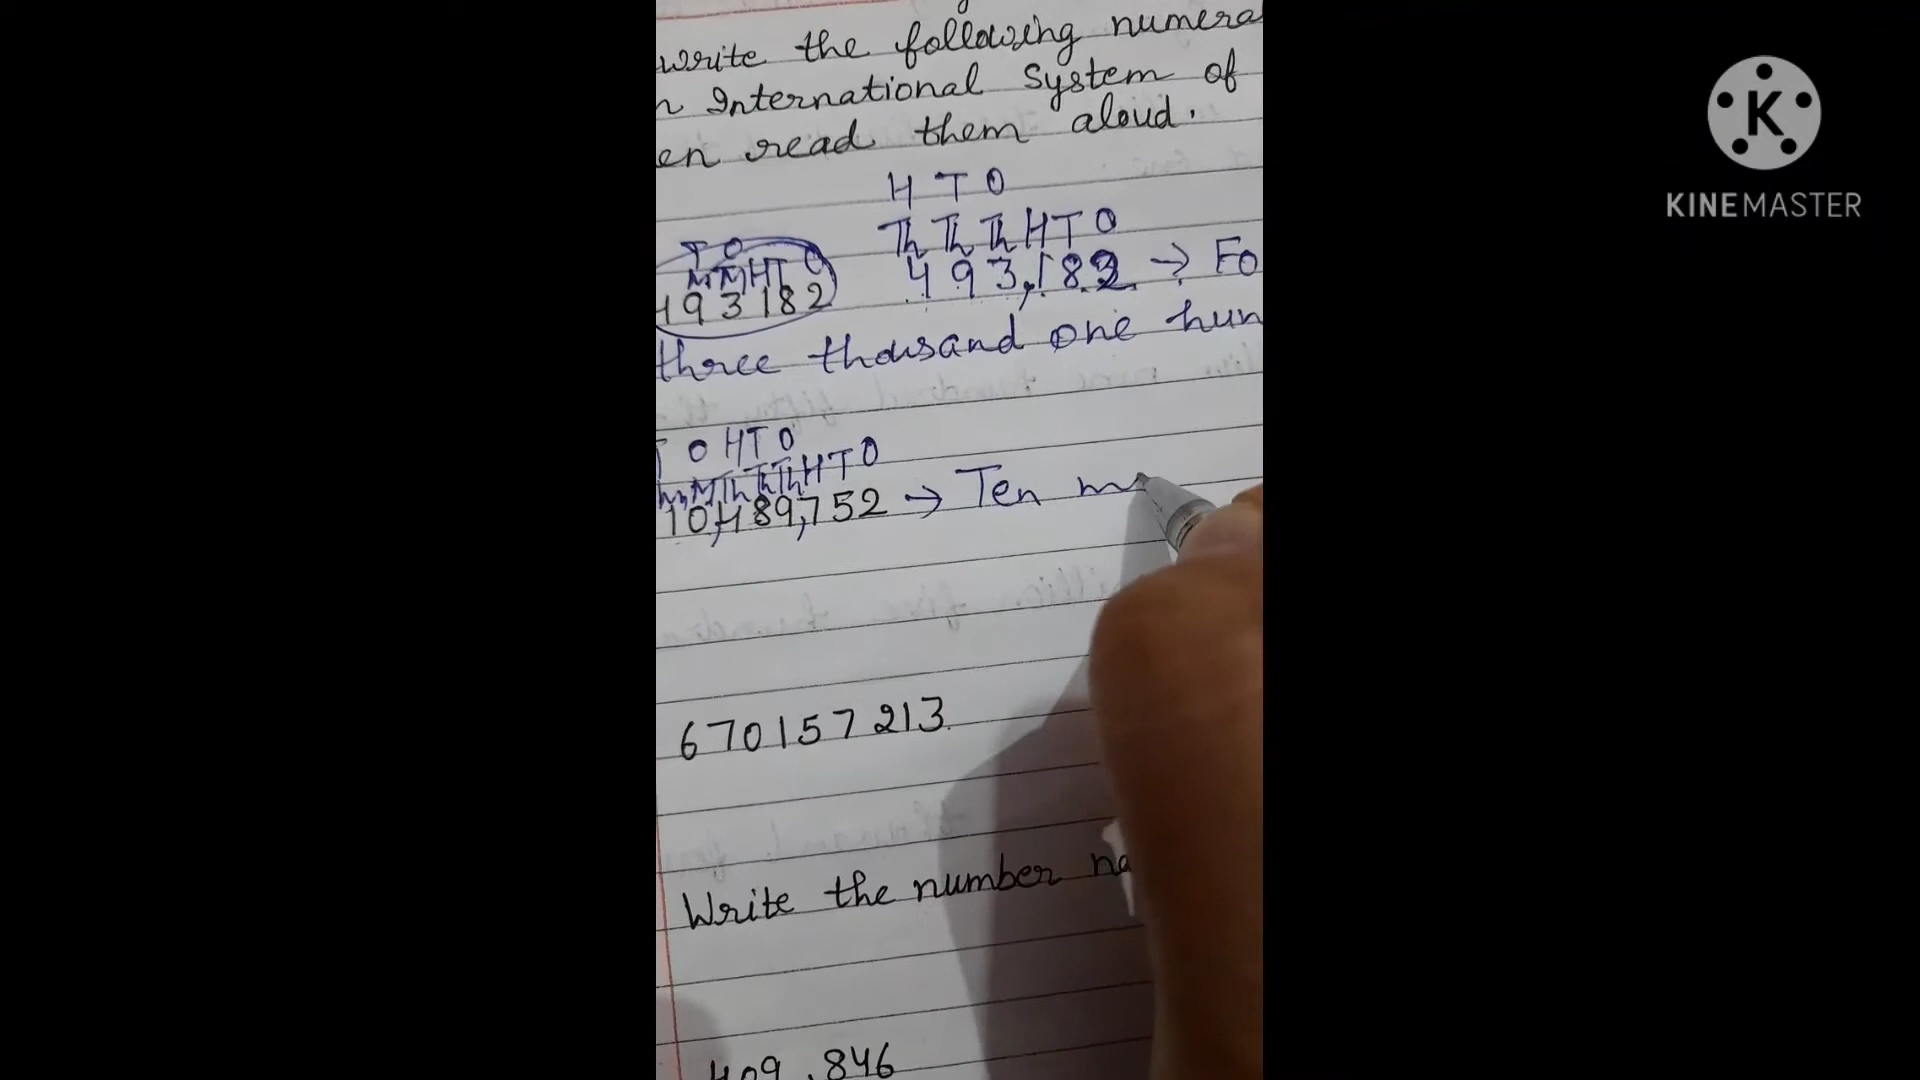 write the following numera
n International System of
en read them aloud.
H T O
Th Th Th H T O
T O
M M H T O
493182
493,182 → Fo
three thousand one hun
T O H T O
M M Th Th Th H T O
10,489,752 → Ten m
670157213
Write the number na
409,846
K
KINEMASTER